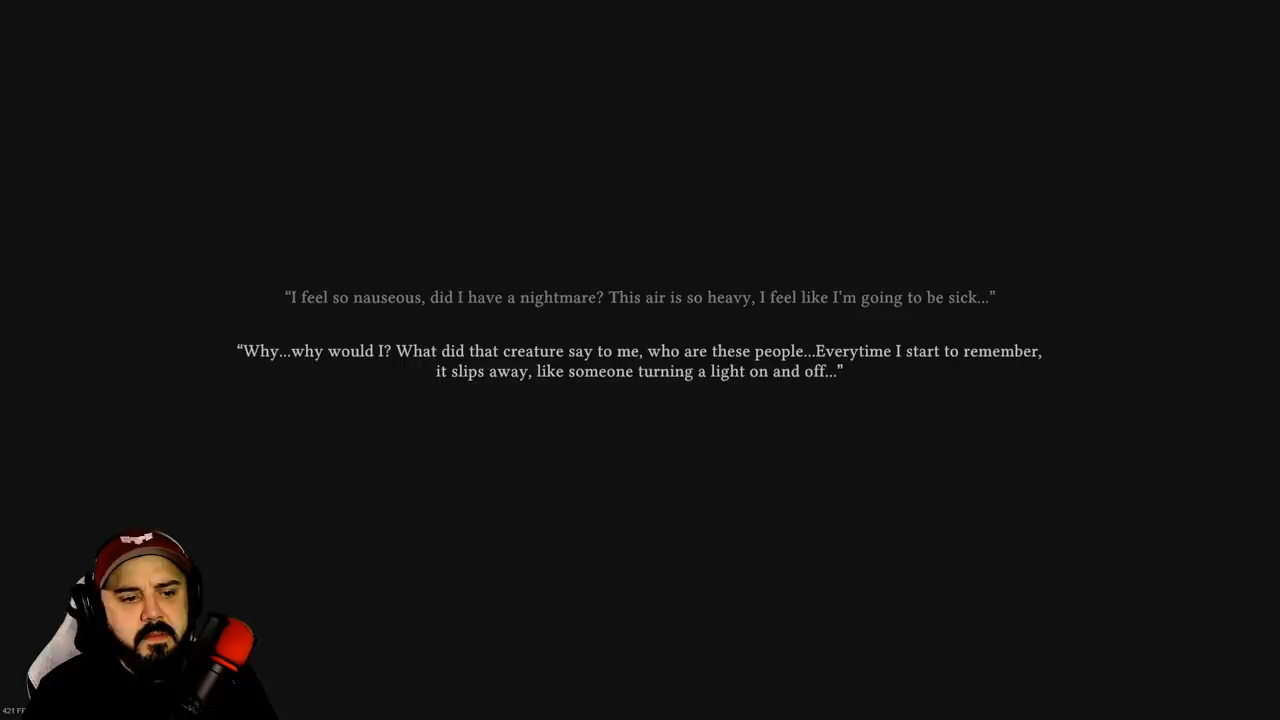 “I feel so nauseous, did I have a nightmare? This air is so heavy, I feel like I'm going to be sick...”
“Why...why would I? What did that creature say to me, who are these people...Everytime I start to remember,
it slips away, like someone turning a light on and off...”
421